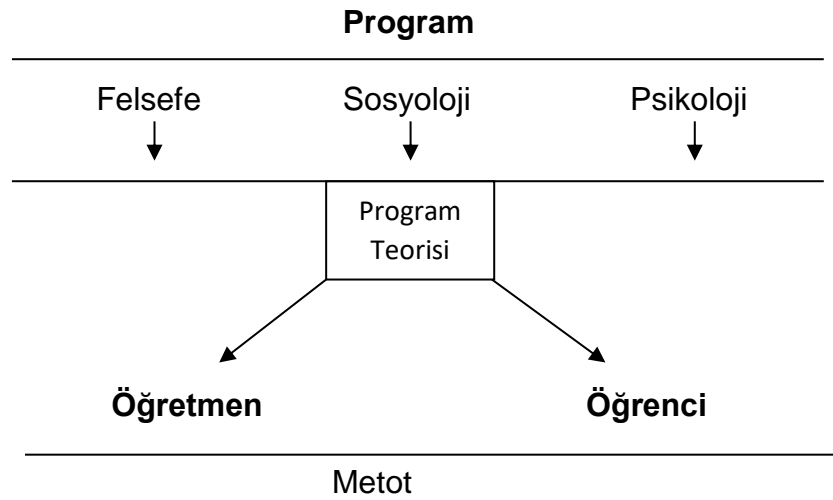 Program
Felsefe Sosyoloji Psikoloji
Program
Teorisi
Öğretmen Öğrenci
Metot